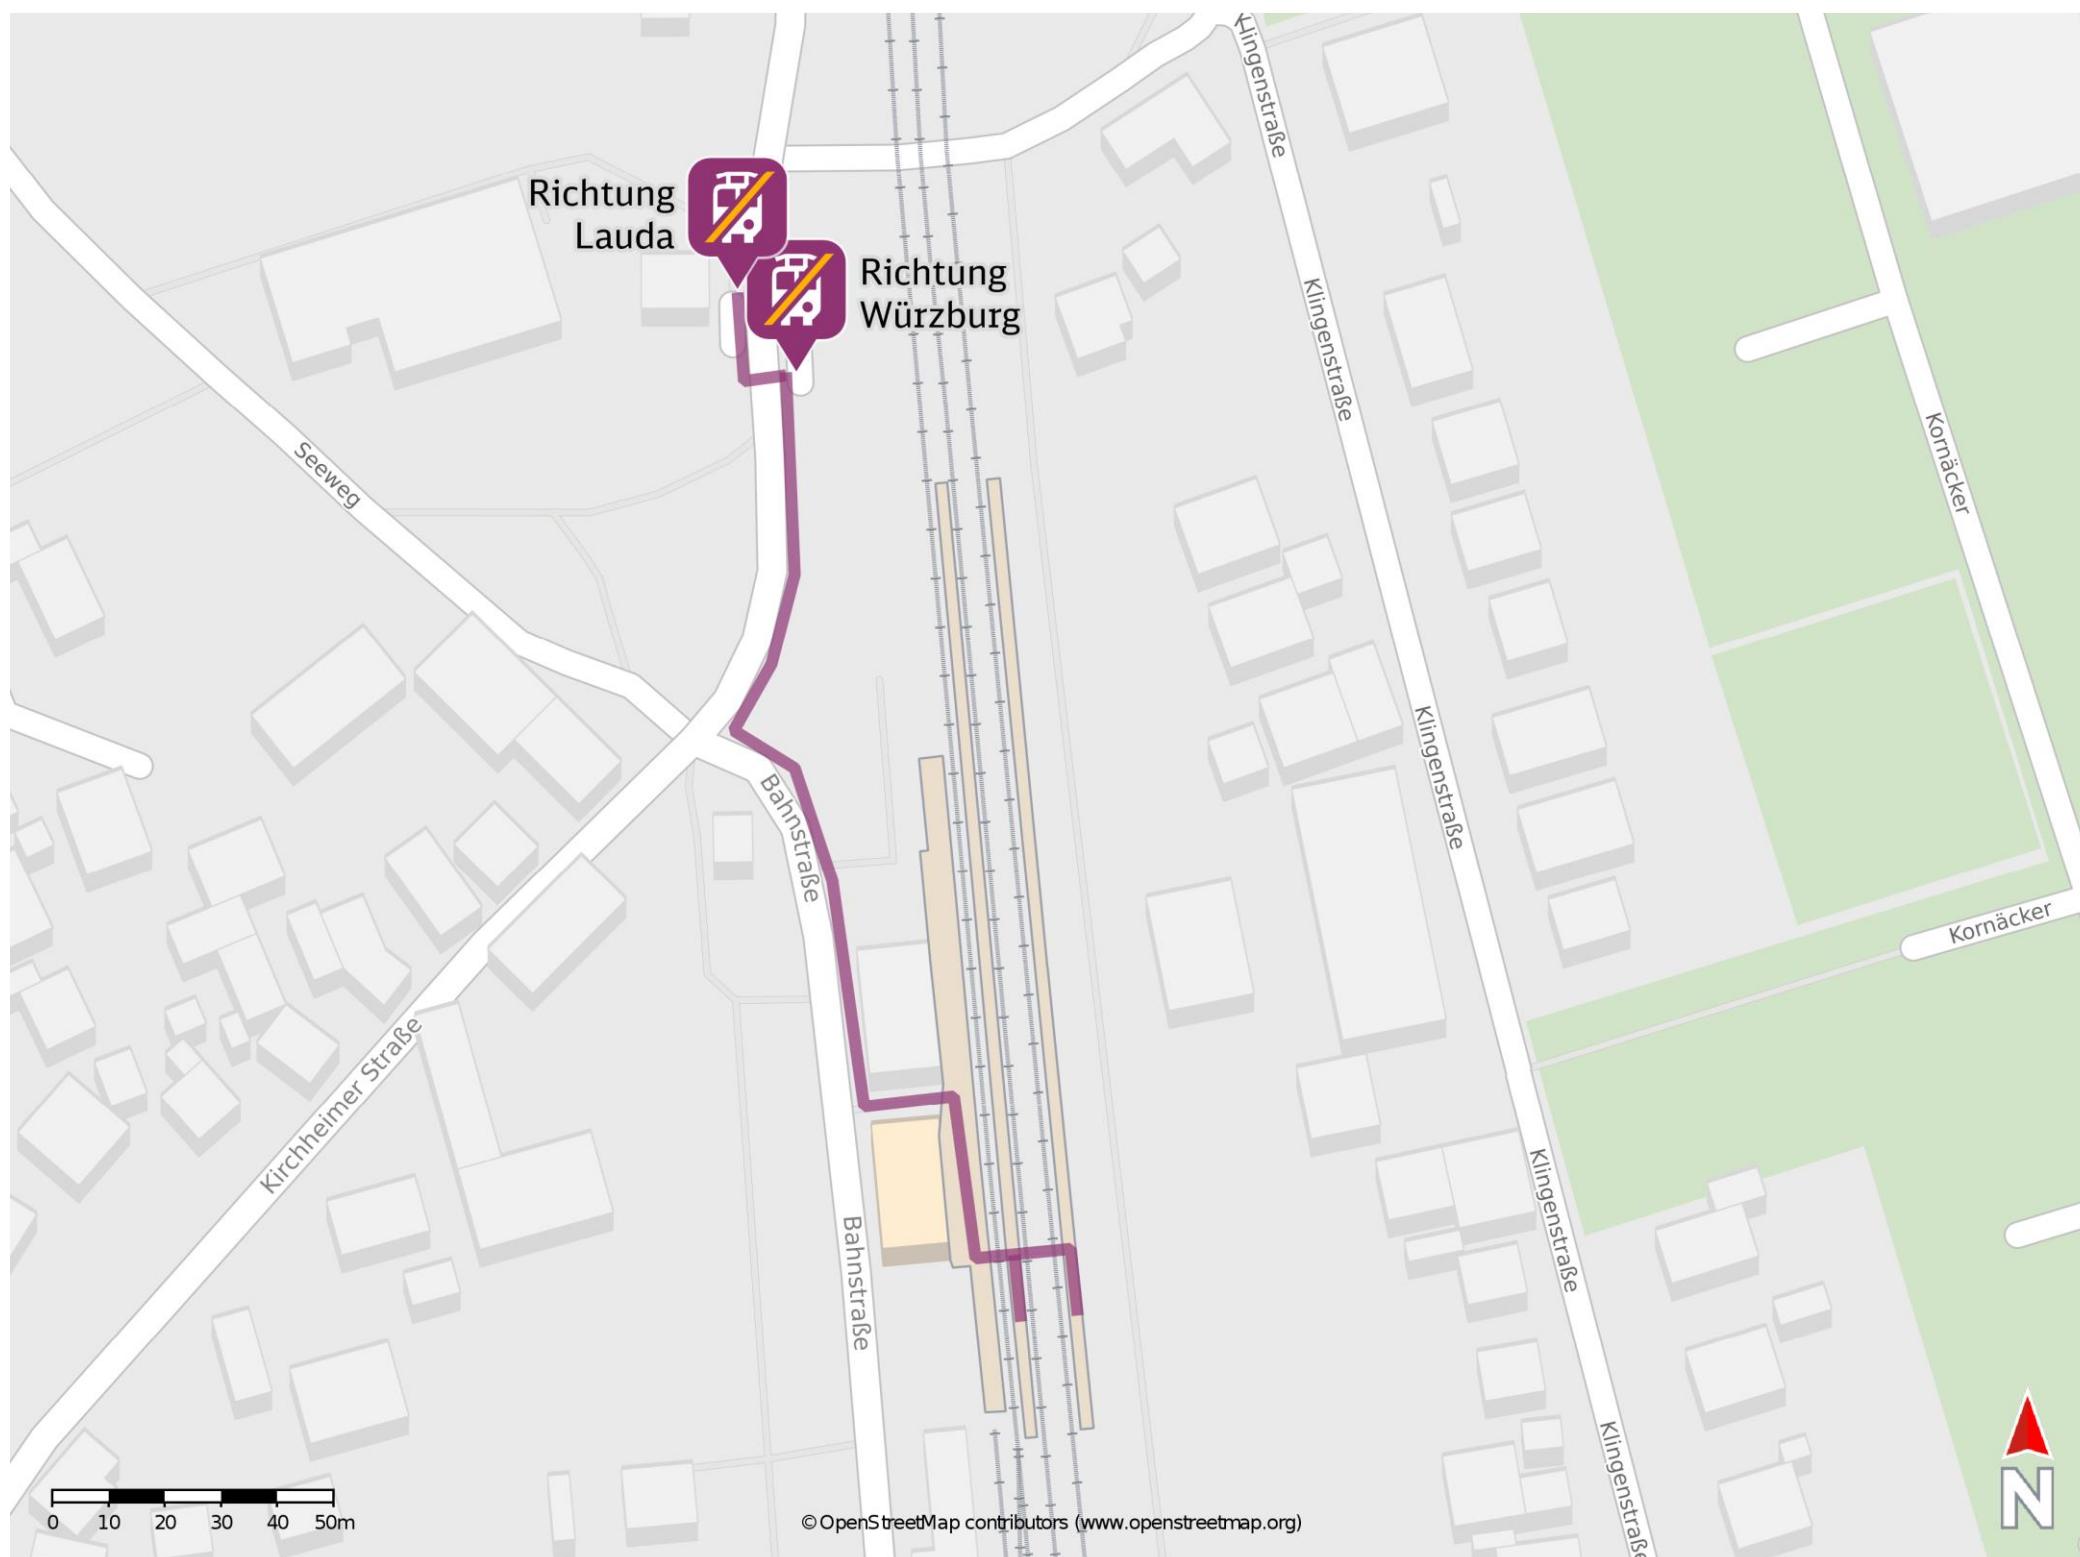 Klingenstraße
Richtung
Lauda
Richtung
Würzburg
Klingenstraße
Kornäcker
Seeweg
Klingenstraße
Bahnstraße
Kornäcker
Kirchheimer Straße
Klingenstraße
Bahnstraße
Klingenstraße
0 10 20 30 40 50m
© OpenStreetMap contributors (www.openstreetmap.org)
N